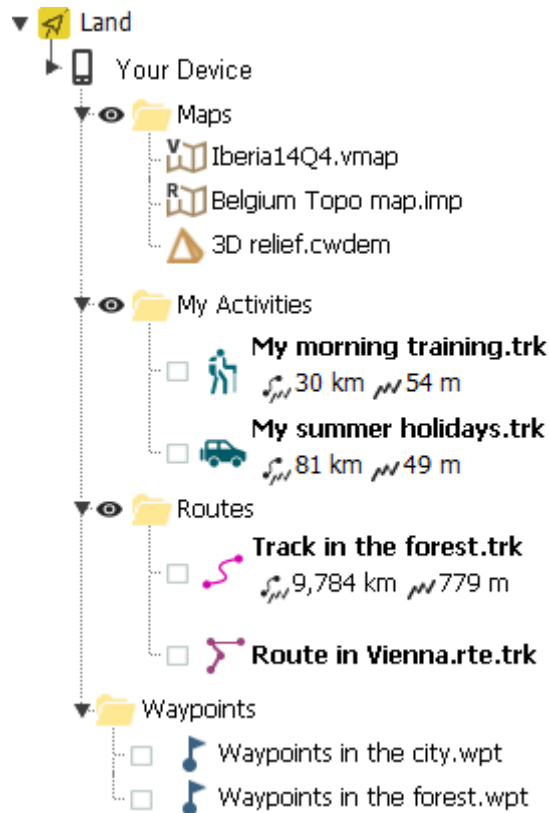 Land
Your Device
Maps
V Iberia14Q4.vmap
R Belgium Topo map.imp
3D relief.cwdem
My Activities
My morning training.trk
30 km 54 m
My summer holidays.trk
81 km 49 m
Routes
Track in the forest.trk
9,784 km 779 m
Route in Vienna.rte.trk
Waypoints
Waypoints in the city.wpt
Waypoints in the forest.wpt